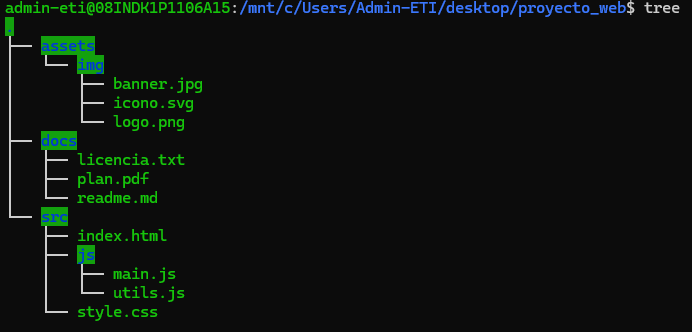 admin-eti@08INDK1P1106A15:/mnt/c/Users/Admin-ETI/desktop/proyecto_web$ tree
.
├── assets
│   └── img
│       ├── banner.jpg
│       ├── icono.svg
│       └── logo.png
├── docs
│   ├── licencia.txt
│   ├── plan.pdf
│   └── readme.md
└── src
    ├── index.html
    ├── js
    │   ├── main.js
    │   └── utils.js
    └── style.css